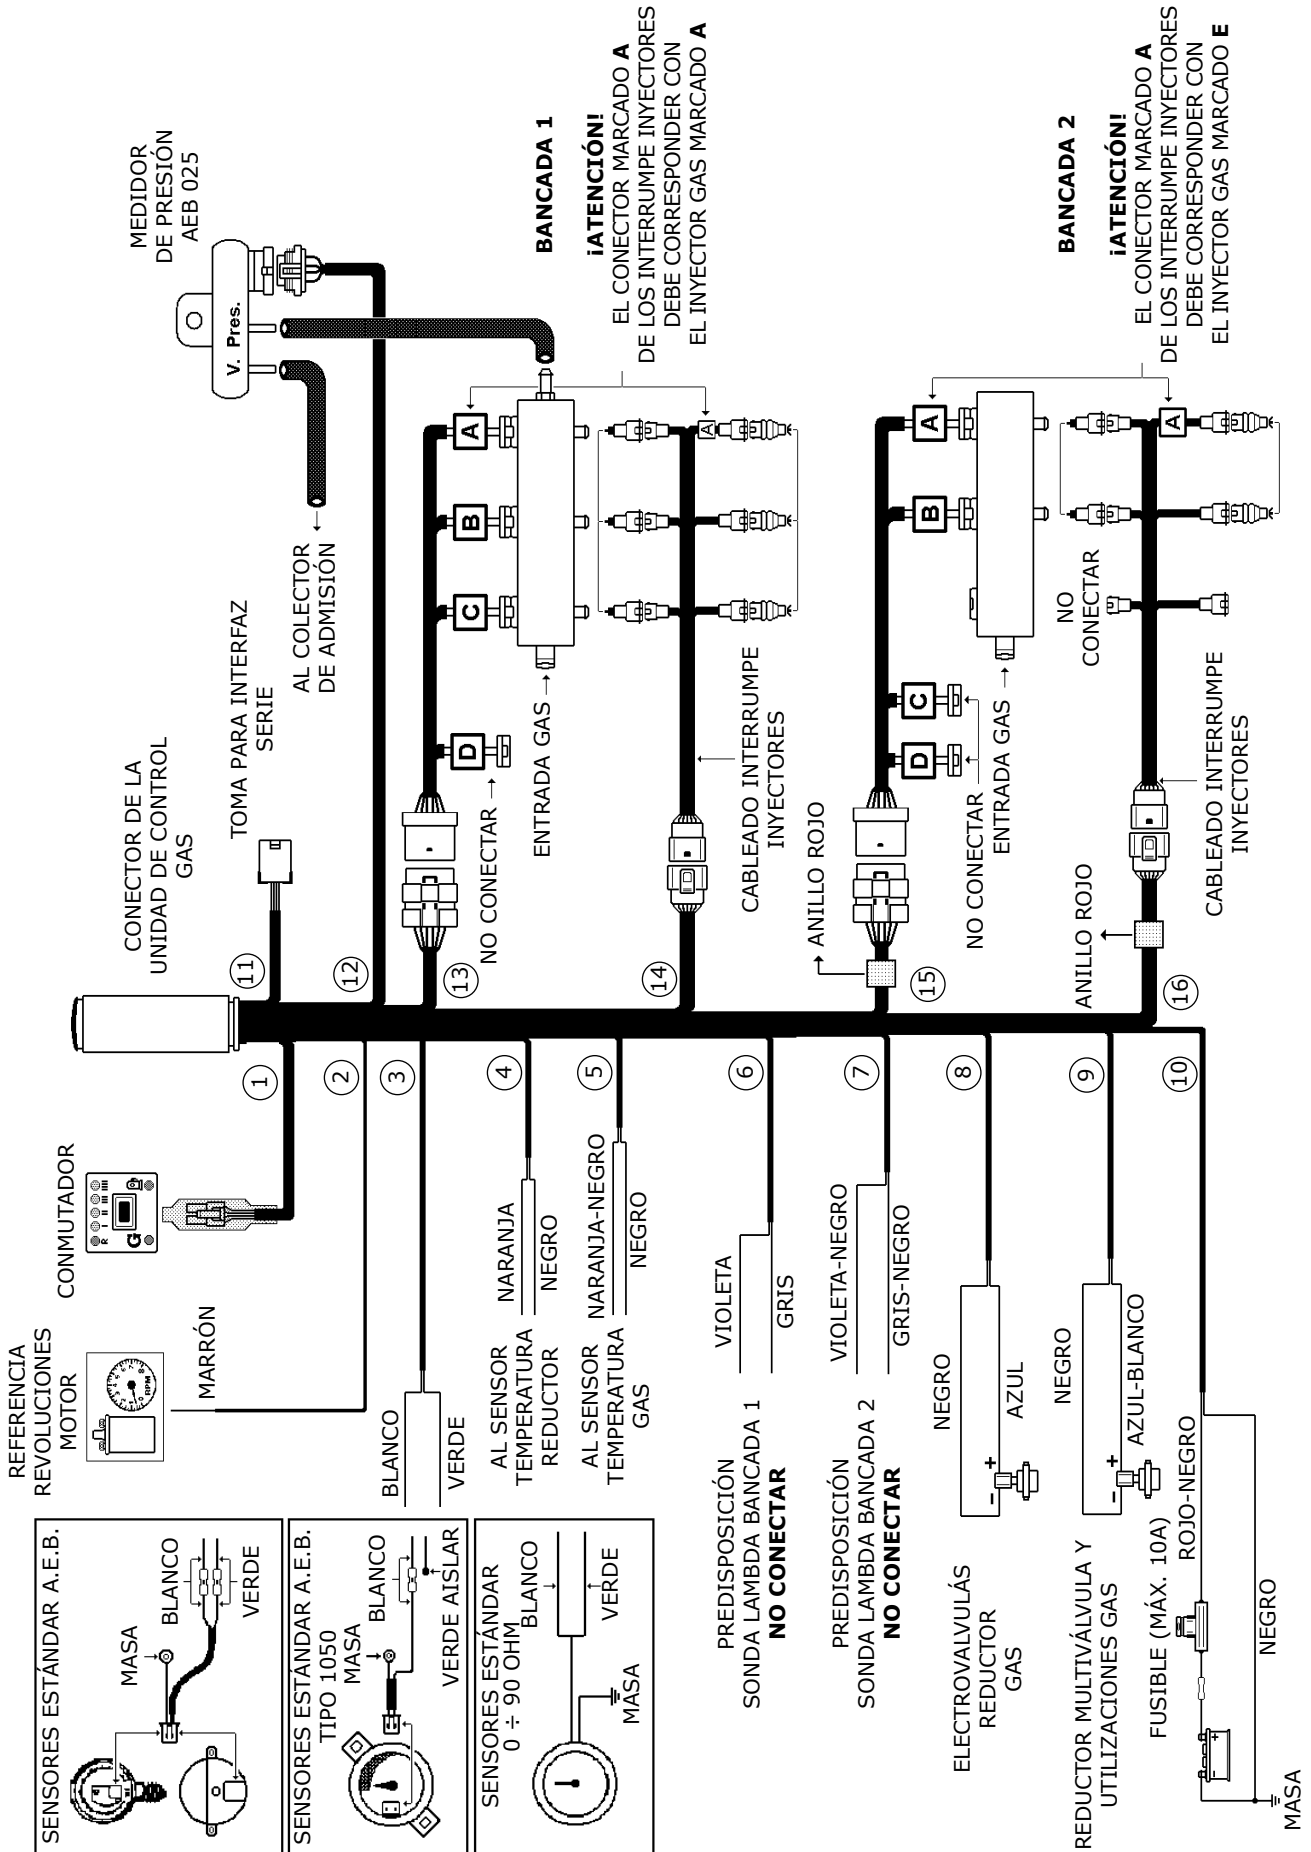 REFERENCIA
REVOLUCIONES
MOTOR
MARRÓN
CONMUTADOR
R
I
II
III
IIII
G
RPM
CONECTOR DE LA
UNIDAD DE CONTROL
GAS
TOMA PARA INTERFAZ
SERIE
AL COLECTOR
DE ADMISIÓN
MEDIDOR
DE PRESIÓN
AEB 025
V. Pres.
SENSORES ESTÁNDAR A.E.B.
MASA
BLANCO
VERDE
SENSORES ESTÁNDAR A.E.B.
TIPO 1050
MASA
BLANCO
VERDE AISLAR
SENSORES ESTÁNDAR
0 ÷ 90 OHM
BLANCO
VERDE
MASA
BLANCO
VERDE
AL SENSOR
TEMPERATURA
REDUCTOR
NARANJA
NEGRO
AL SENSOR
TEMPERATURA
GAS
NARANJA-NEGRO
NEGRO
PREDISPOSICIÓN
SONDA LAMBDA BANCADA 1
NO CONECTAR
VIOLETA
GRIS
PREDISPOSICIÓN
SONDA LAMBDA BANCADA 2
NO CONECTAR
VIOLETA-NEGRO
GRIS-NEGRO
ELECTROVALVULÁS
REDUCTOR
GAS
NEGRO
AZUL
- +
REDUCTOR MULTIVÁLVULA Y
UTILIZACIONES GAS
NEGRO
AZUL-BLANCO
- +
FUSIBLE (MÁX. 10A)
ROJO-NEGRO
NEGRO
- +
MASA
1
2
3
4
5
6
7
8
9
10
11
12
13
14
15
16
D
C
B
A
NO CONECTAR
ENTRADA GAS
CABLEADO INTERRUMPE
INYECTORES
A
BANCADA 1
¡ATENCIÓN!
EL CONECTOR MARCADO A
DE LOS INTERRUMPE INYECTORES
DEBE CORRESPONDER CON
EL INYECTOR GAS MARCADO A
ANILLO ROJO
D
C
B
A
NO CONECTAR
ENTRADA GAS
NO
CONECTAR
ANILLO ROJO
CABLEADO INTERRUMPE
INYECTORES
A
BANCADA 2
¡ATENCIÓN!
EL CONECTOR MARCADO A
DE LOS INTERRUMPE INYECTORES
DEBE CORRESPONDER CON
EL INYECTOR GAS MARCADO E